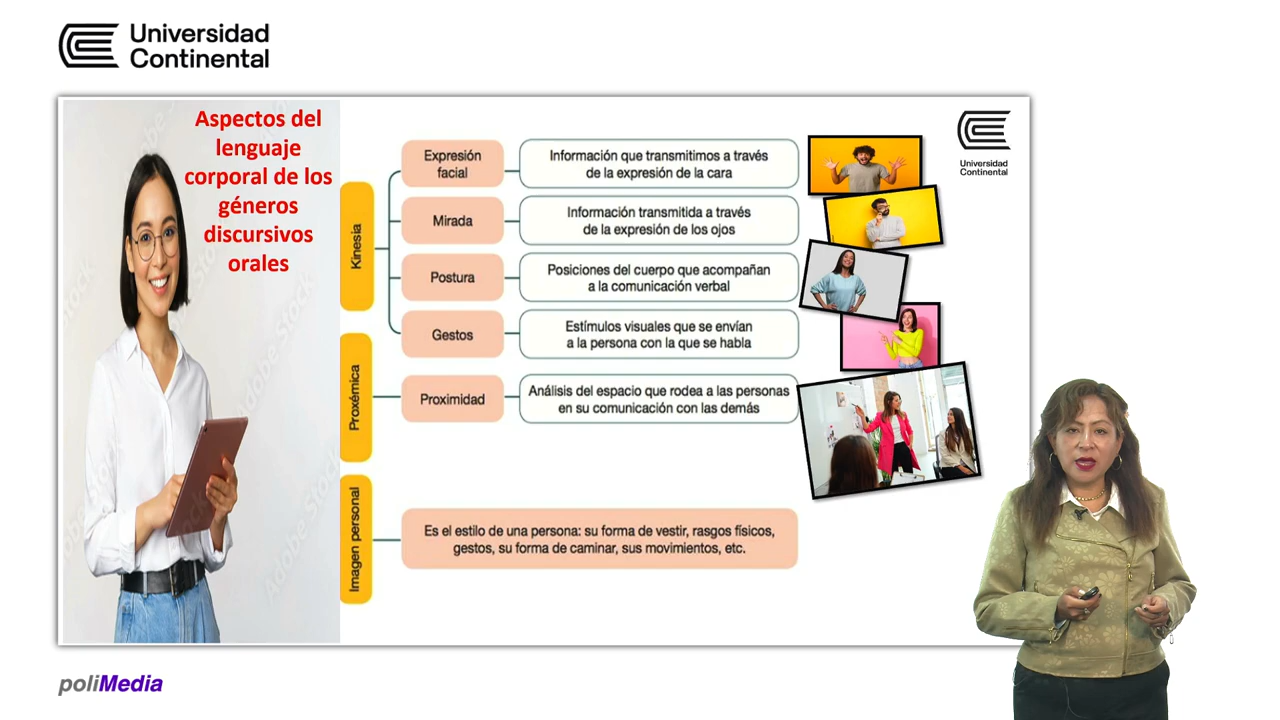 Universidad
Continental
Aspectos del
lenguaje
corporal de los
géneros
discursivos
orales
Kinesia
Expresión
facial
Información que transmitimos a través
de la expresión de la cara
Mirada
Información transmitida a través
de la expresión de los ojos
Postura
Posiciones del cuerpo que acompañan
a la comunicación verbal
Gestos
Estímulos visuales que se envían
a la persona con la que se habla
Proxémica
Proximidad
Análisis del espacio que rodea a las personas
en su comunicación con las demás
Imagen personal
Es el estilo de una persona: su forma de vestir, rasgos físicos,
gestos, su forma de caminar, sus movimientos, etc.
Universidad
Continental
Adobe Stock
Adobe Stock
poliMedia